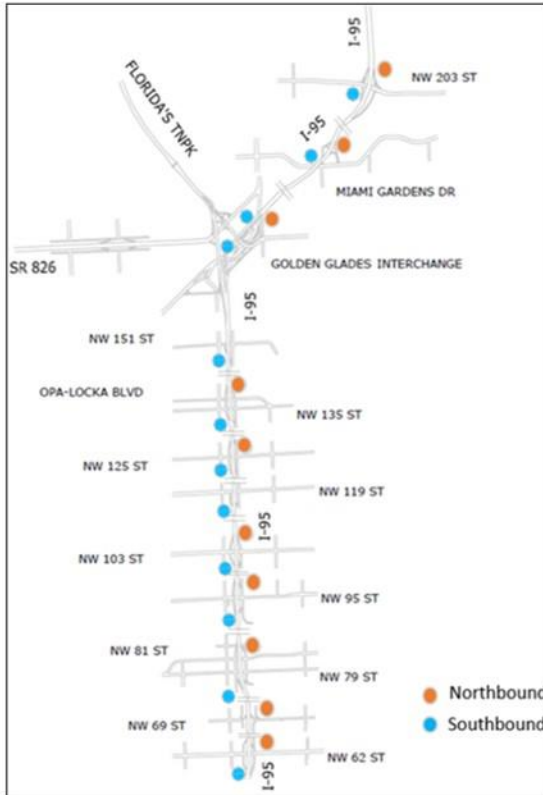 I-95
NW 203 ST
FLORIDA'S TNPK
I-95
MIAMI GARDENS DR
GOLDEN GLADES INTERCHANGE
SR 826
I-95
NW 151 ST
OPA-LOCKA BLVD
NW 135 ST
NW 125 ST
NW 119 ST
I-95
NW 103 ST
NW 95 ST
NW 81 ST
NW 79 ST
Northbound
Southbound
NW 69 ST
NW 62 ST
I-95